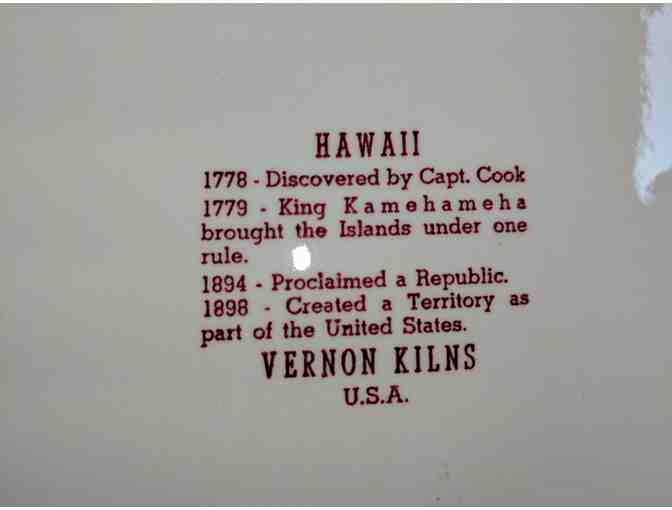 HAWAII
1778 - Discovered by Capt. Cook
1779 - King Kamehameha
brought the Islands under one
rule.
1894 - Proclaimed a Republic.
1898 - Created a Territory as
part of the United States.
VERNON KILNS
U.S.A.